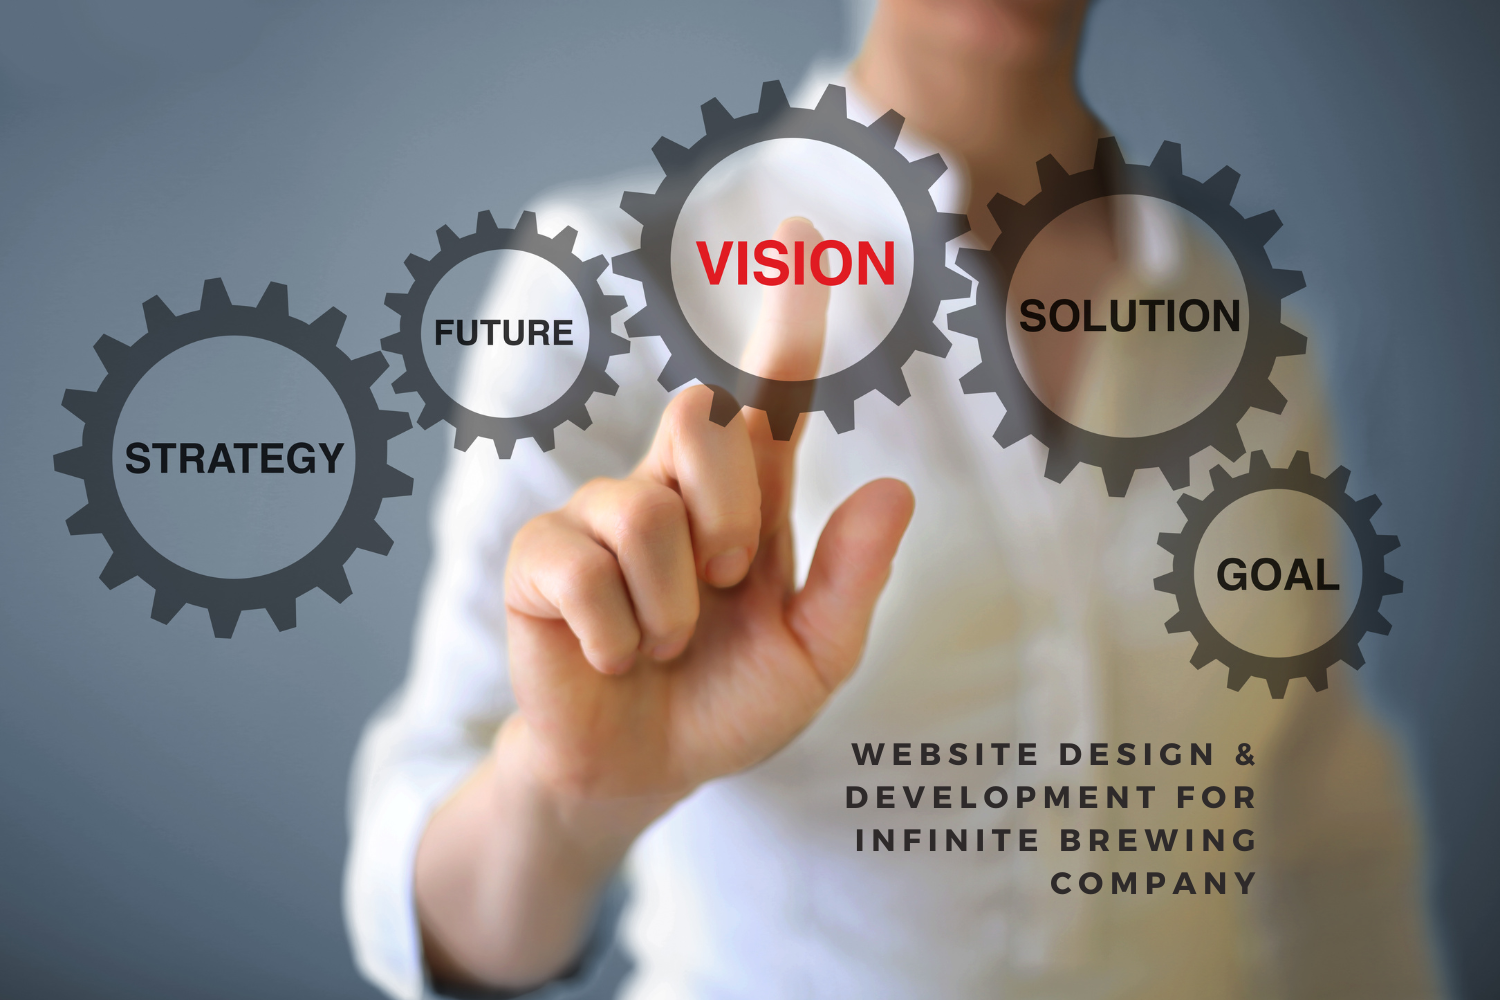 STRATEGY
FUTURE
VISION
SOLUTION
GOAL
WEBSITE DESIGN &
DEVELOPMENT FOR
INFINITE BREWING
COMPANY